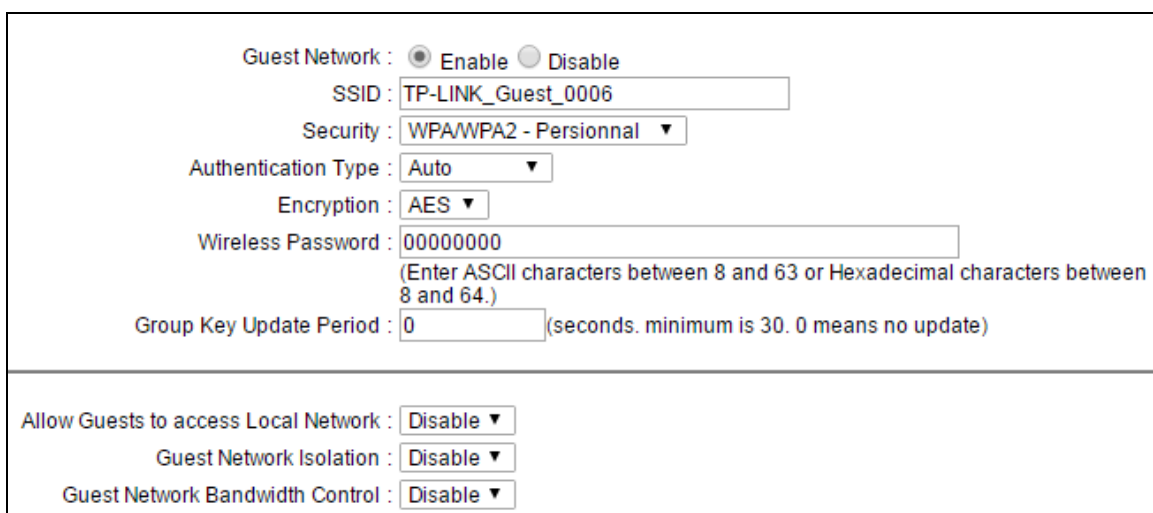 Guest Network : Enable Disable
SSID : TP-LINK_Guest_0006
Security : WPA/WPA2 - Persionnal
Authentication Type : Auto
Encryption : AES
Wireless Password : 00000000
(Enter ASCII characters between 8 and 63 or Hexadecimal characters between
8 and 64.)
Group Key Update Period : 0 (seconds. minimum is 30. 0 means no update)
Allow Guests to access Local Network : Disable
Guest Network Isolation : Disable
Guest Network Bandwidth Control : Disable